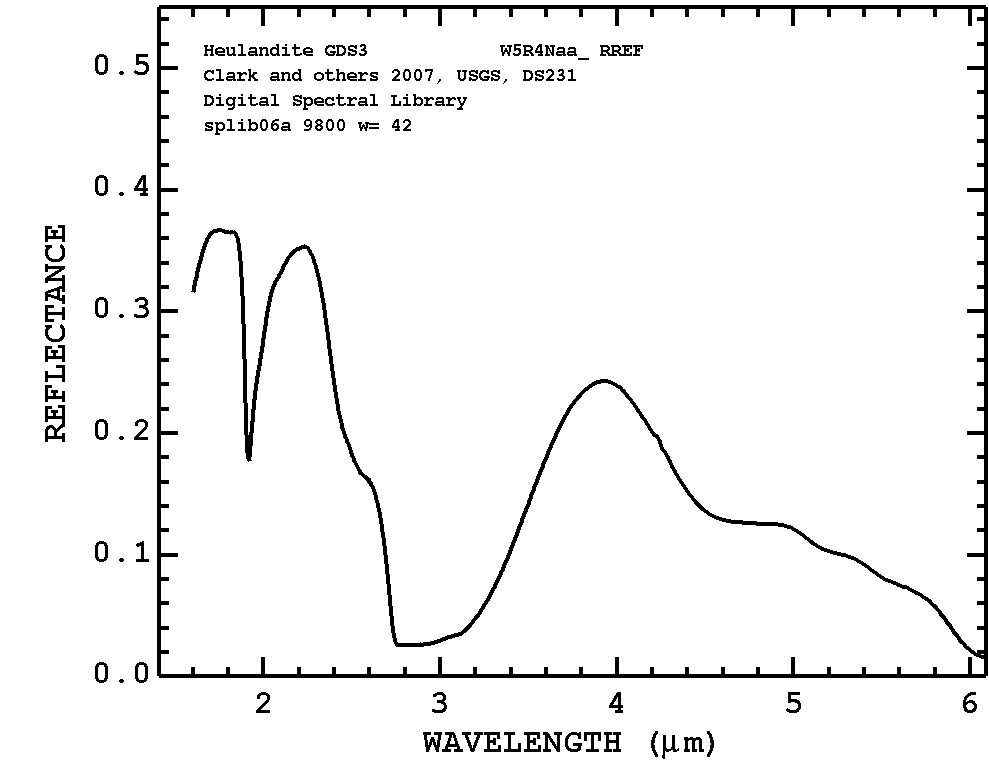 Heulandite GDS3 W5R4Naa_ RREF
Clark and others 2007, USGS, DS231
Digital Spectral Library
splib06a 9800 w= 42
0.5
0.4
0.3
0.2
0.1
0.0
REFLECTANCE
2 3 4 5 6
WAVELENGTH (μm)